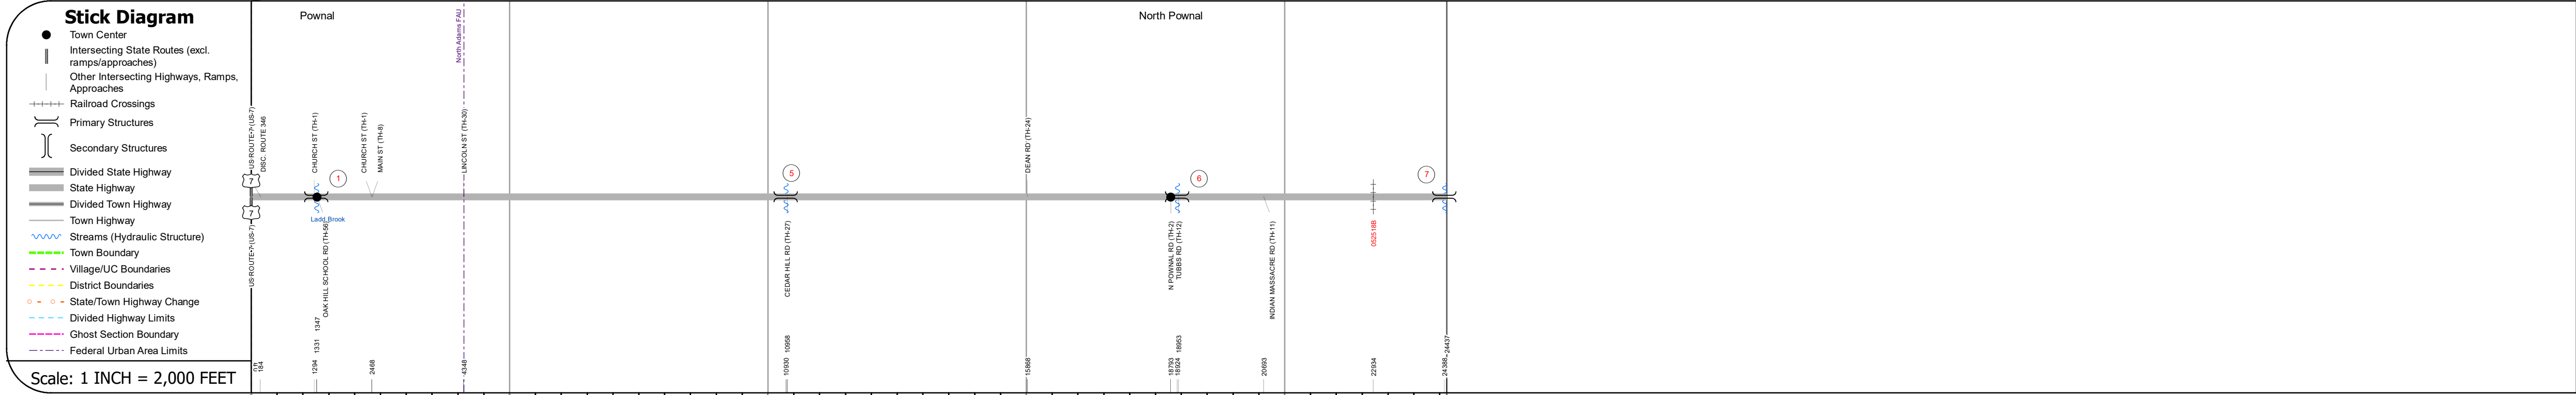 Stick Diagram
Town Center
Intersecting State Routes (excl.
ramps/approaches)
Other Intersecting Highways, Ramps,
Approaches
Railroad Crossings
Primary Structures
Secondary Structures
Divided State Highway
State Highway
Divided Town Highway
Town Highway
Streams (Hydraulic Structure)
Town Boundary
Village/UC Boundaries
District Boundaries
State/Town Highway Change
Divided Highway Limits
Ghost Section Boundary
Federal Urban Area Limits
Scale: 1 INCH = 2,000 FEET
Pownal
North Pownal
North Adams FAU
US ROUTE-7 (US-7)
DISC. ROUTE 346
CHURCH ST (TH-1)
CHURCH ST (TH-1)
MAIN ST (TH-8)
LINCOLN ST (TH-30)
DEAN RD (TH-24)
7
7
1
5
6
7
Ladd Brook
US ROUTE-7 (US-7)
OAK HILL SCHOOL RD (TH-56)
CEDAR HILL RD (TH-27)
N POWNAL RD (TH-2)
TUBBS RD (TH-12)
INDIAN MASSACRE RD (TH-11)
052518B
0 ft
184
1294
1331
1347
2468
4348
10930
10958
15868
18793
18924
18953
20693
22934
24388
24437